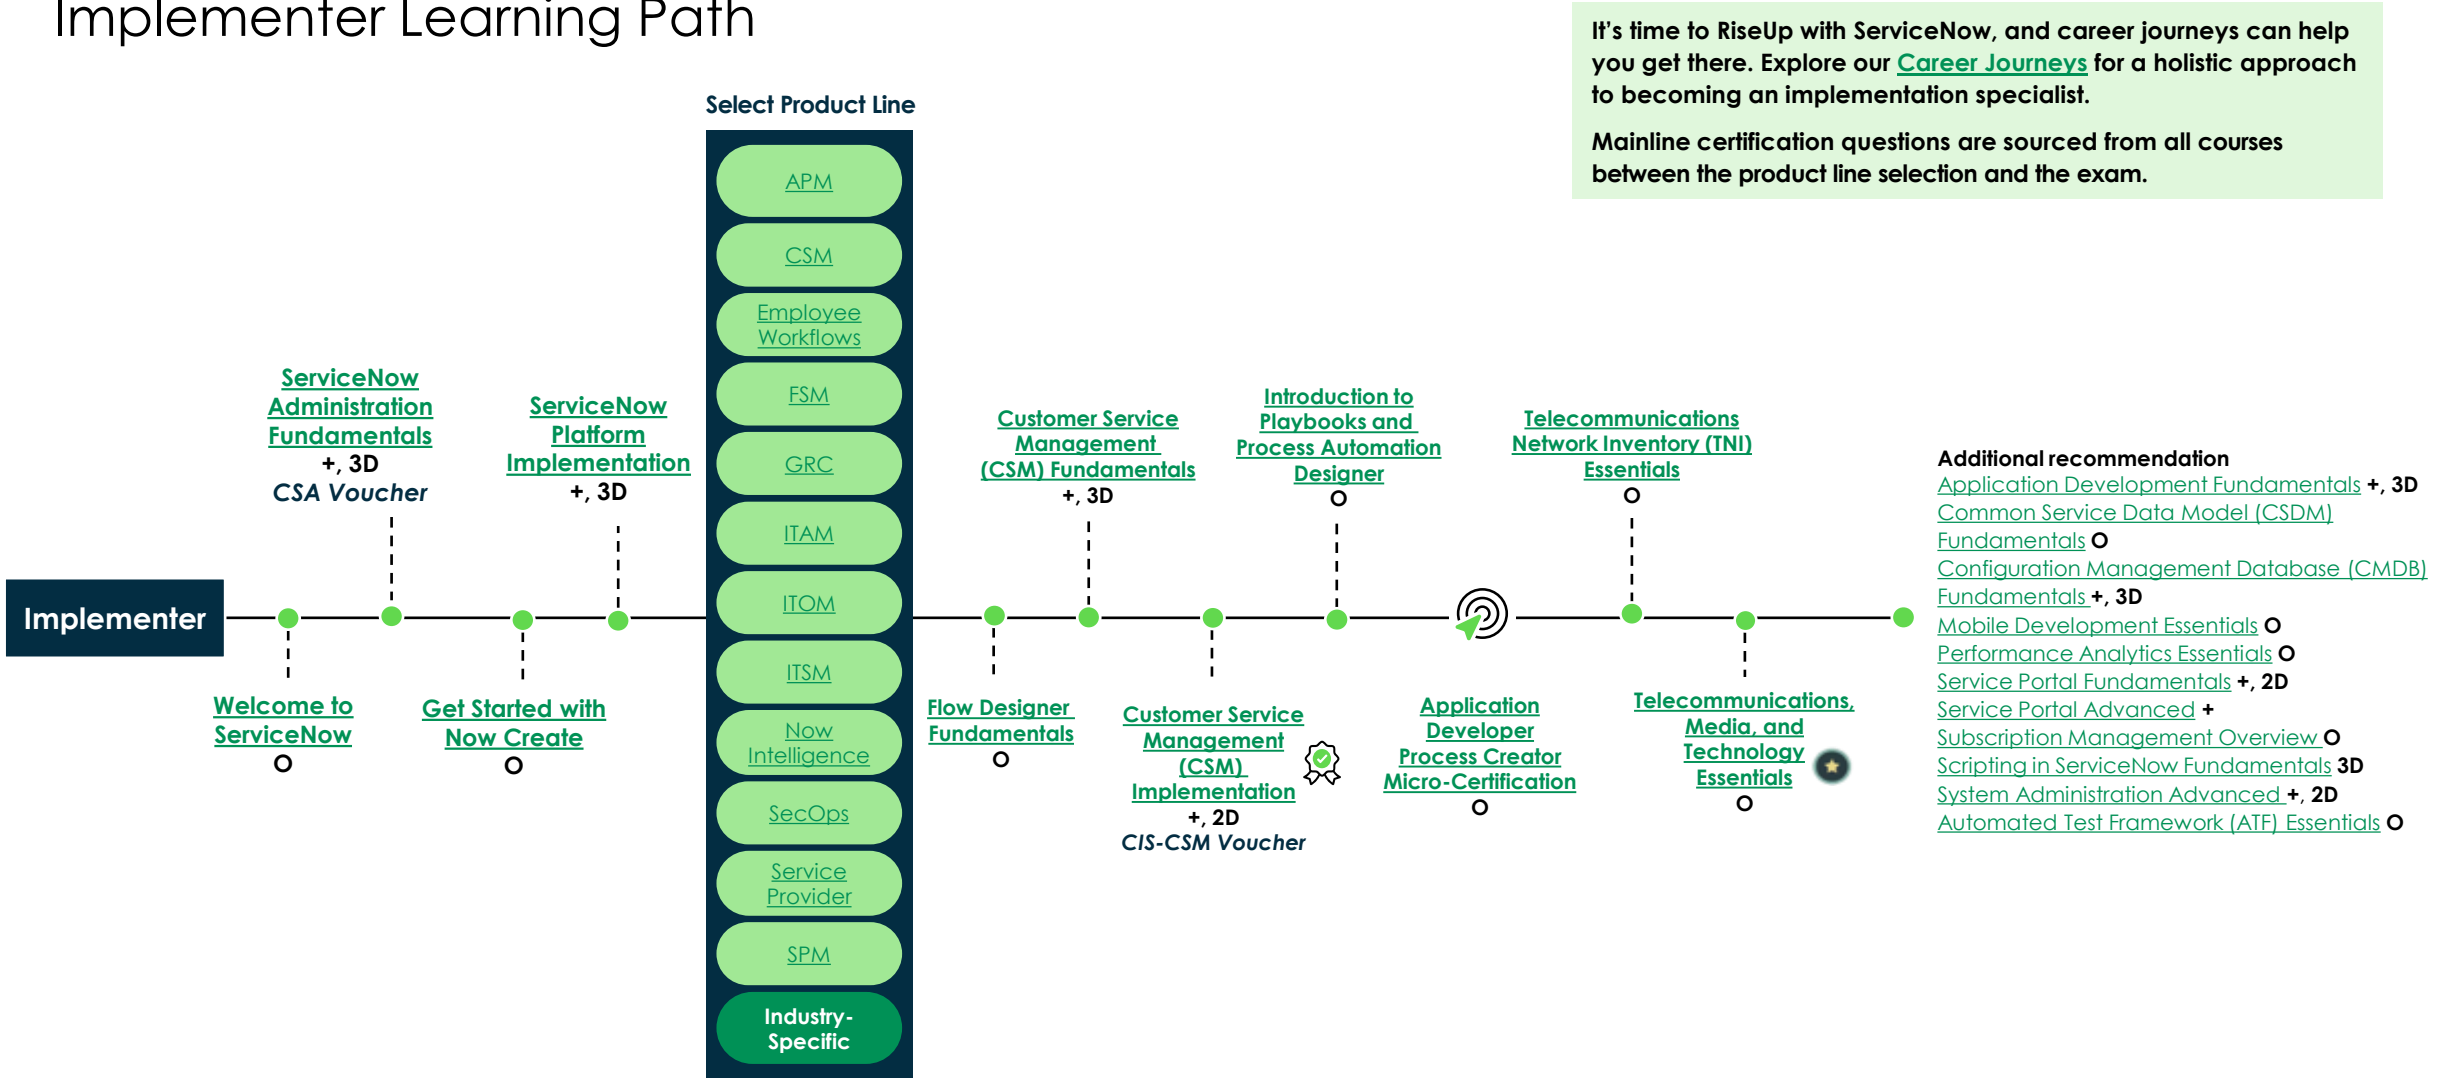 Implementer Learning Path
It's time to RiseUp with ServiceNow, and career journeys can help
you get there. Explore our Career Journeys for a holistic approach
to becoming an implementation specialist.
Mainline certification questions are sourced from all courses
between the product line selection and the exam.
Select Product Line
APM
CSM
Employee
Workflows
FSM
GRC
ITAM
ITOM
ITSM
Now
Intelligence
SecOps
Service
Provider
SPM
Industry-
Specific
Implementer
Welcome to
ServiceNow
O
ServiceNow
Administration
Fundamentals
+, 3D
CSA Voucher
Get Started with
Now Create
O
ServiceNow
Platform
Implementation
+, 3D
Flow Designer
Fundamentals
O
Customer Service
Management
(CSM) Fundamentals
+, 3D
Customer Service
Management
(CSM)
Implementation
+, 2D
CIS-CSM Voucher
Introduction to
Playbooks and
Process Automation
Designer
O
Application
Developer
Process Creator
Micro-Certification
O
Telecommunications
Network Inventory (TNI)
Essentials
O
Telecommunications,
Media, and
Technology
Essentials
O
Additional recommendation
Application Development Fundamentals +, 3D
Common Service Data Model (CSDM)
Fundamentals O
Configuration Management Database (CMDB)
Fundamentals +, 3D
Mobile Development Essentials O
Performance Analytics Essentials O
Service Portal Fundamentals +, 2D
Service Portal Advanced +
Subscription Management Overview O
Scripting in ServiceNow Fundamentals 3D
System Administration Advanced +, 2D
Automated Test Framework (ATF) Essentials O